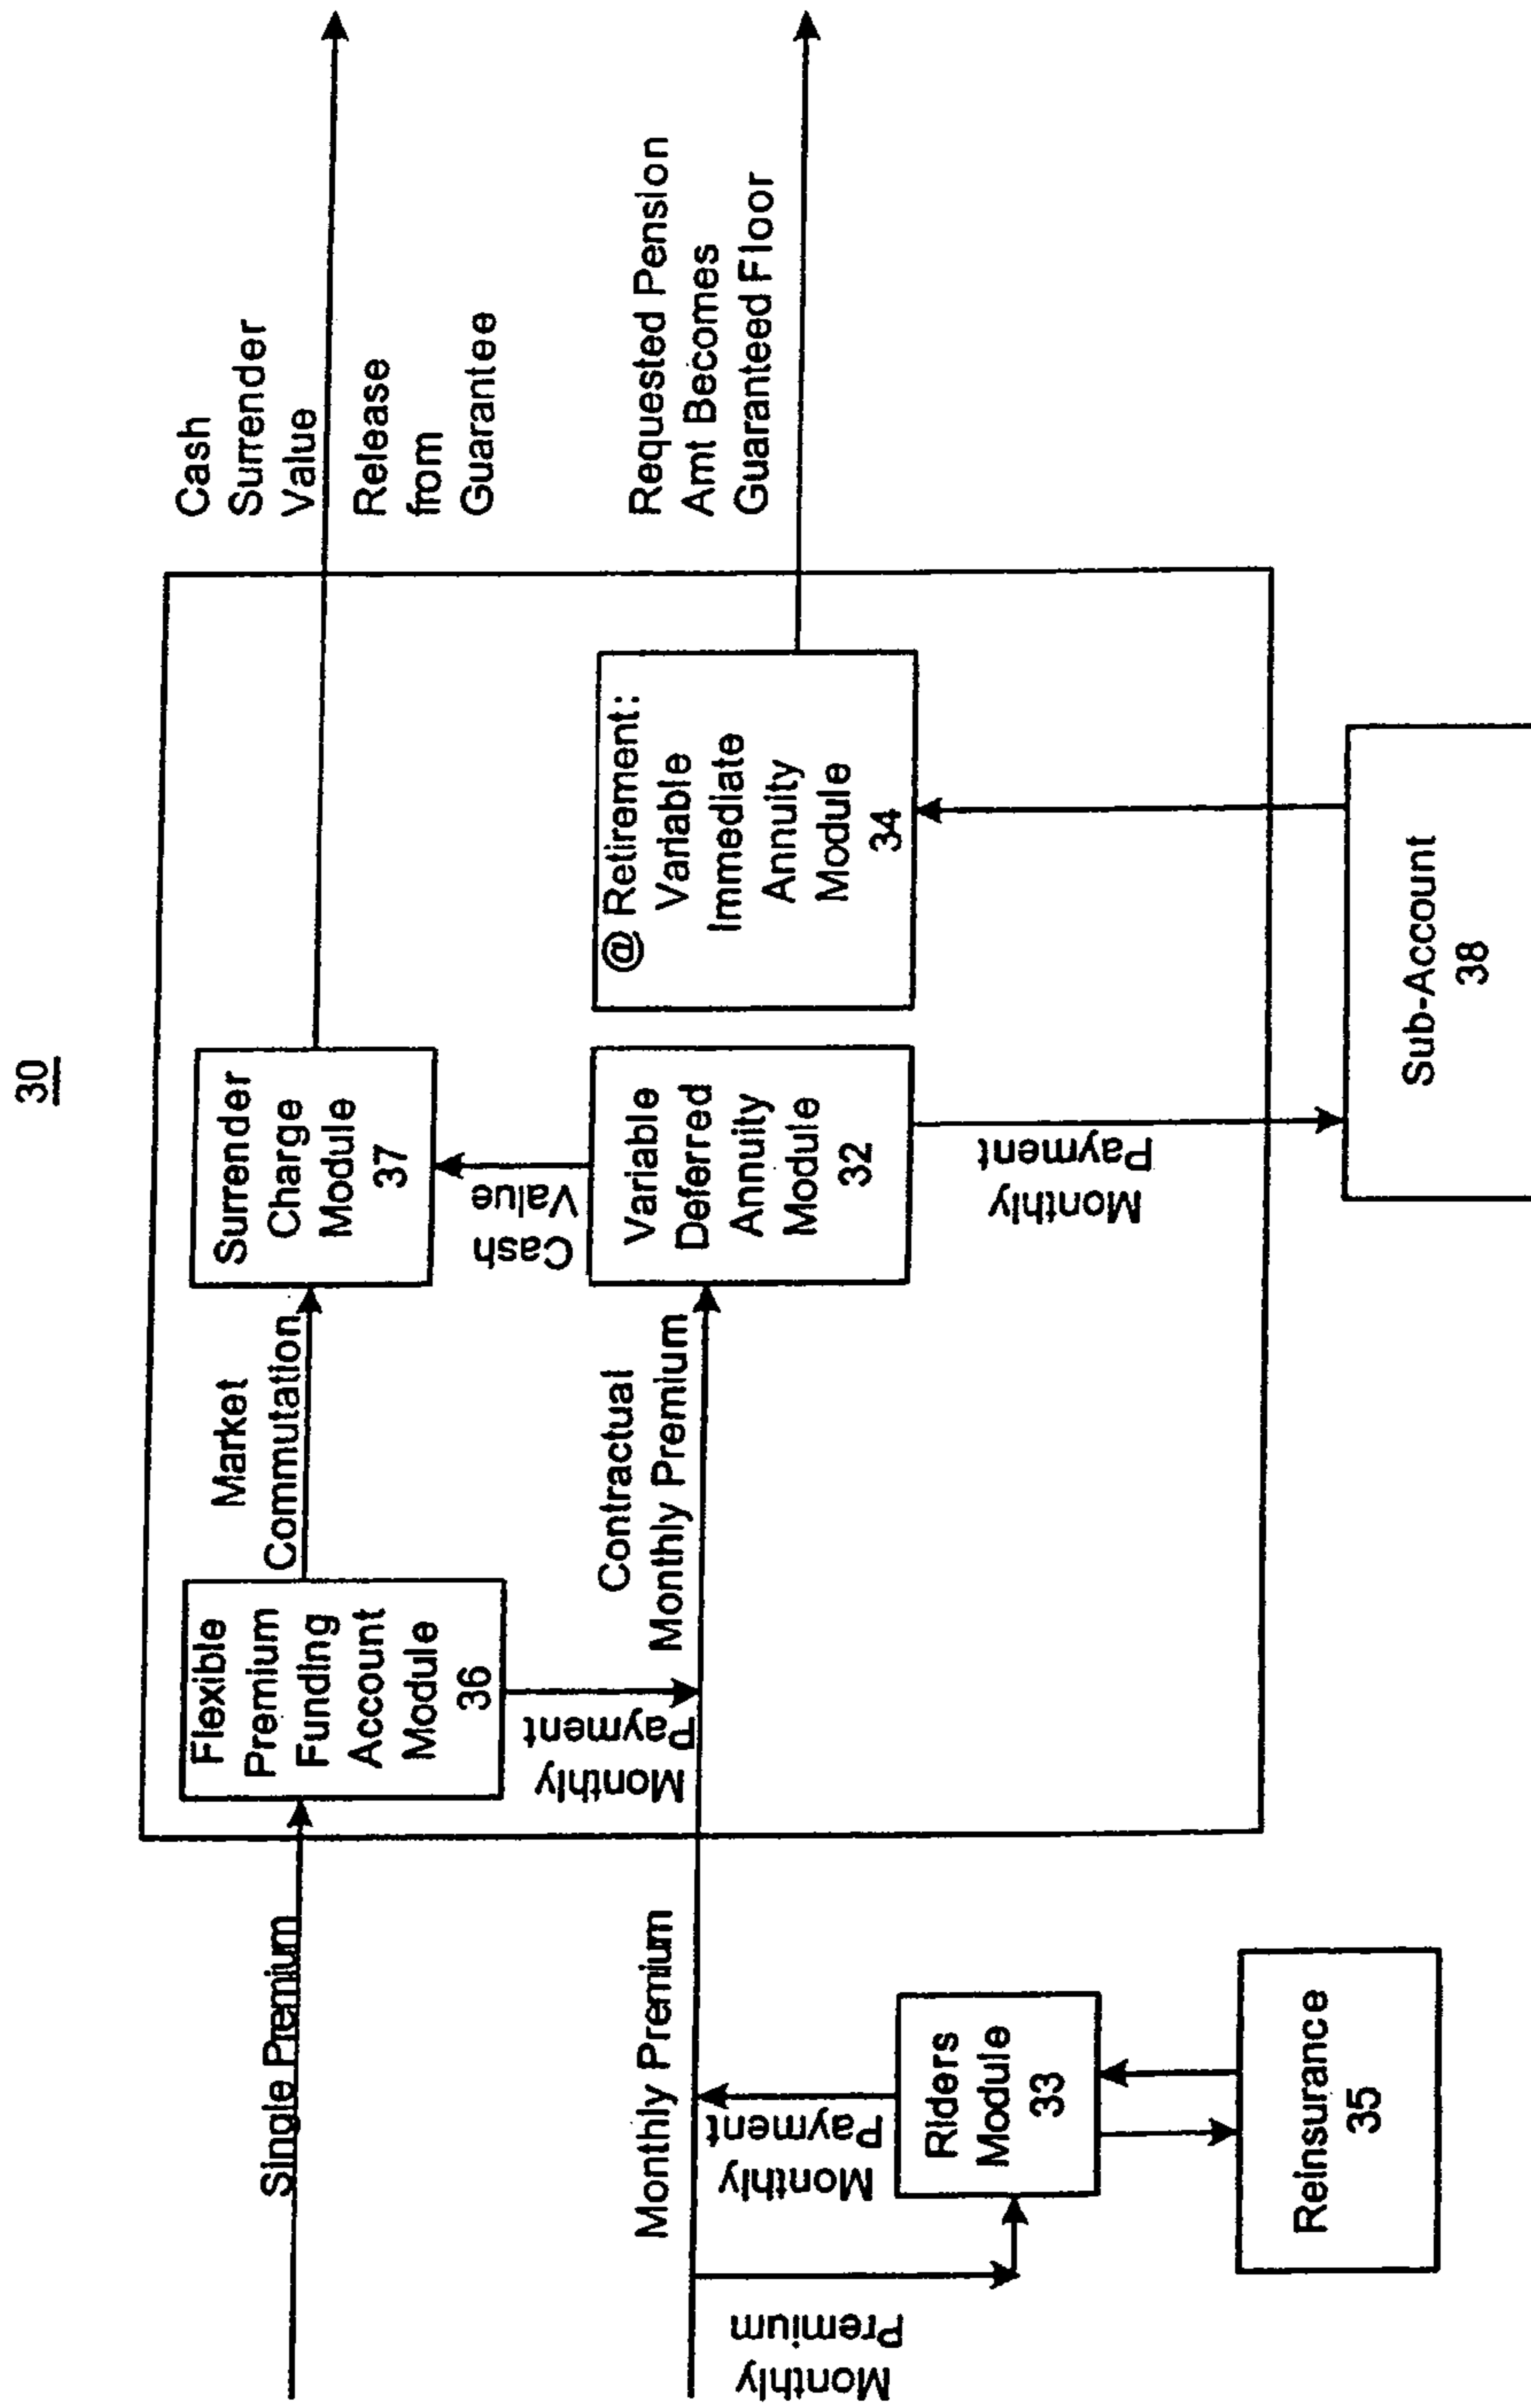 30
Cash
Surrender
Value
Release
from
Guarantee
Requested Pension
Amt Becomes
Guaranteed Floor
Single Premium
Flexible
Premium
Funding
Account
Module
36
Market
Commutation
Surrender
Charge
Module
37
Monthly
Payment
Cash
Value
Monthly Premium
Contractual
Monthly Premium
Variable
Deferred
Annuity
Module
32
@ Retirement:
Variable
Immediate
Annuity
Module
34
Monthly
Premium
Monthly
Payment
Riders
Module
33
Monthly
Payment
Reinsurance
35
Sub-Account
38